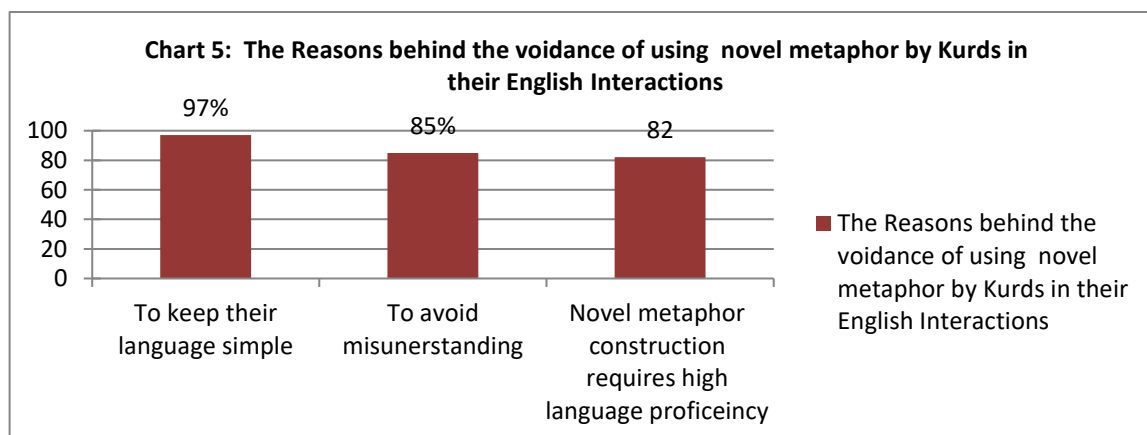 Chart 5: The Reasons behind the voidance of using novel metaphor by Kurds in
their English Interactions
97%
85%
82
100
80
60
40
20
0
To keep their
language simple
To avoid
misunerstanding
Novel metaphor
construction
requires high
language proficeincy
The Reasons behind the
voidance of using novel
metaphor by Kurds in their
English Interactions